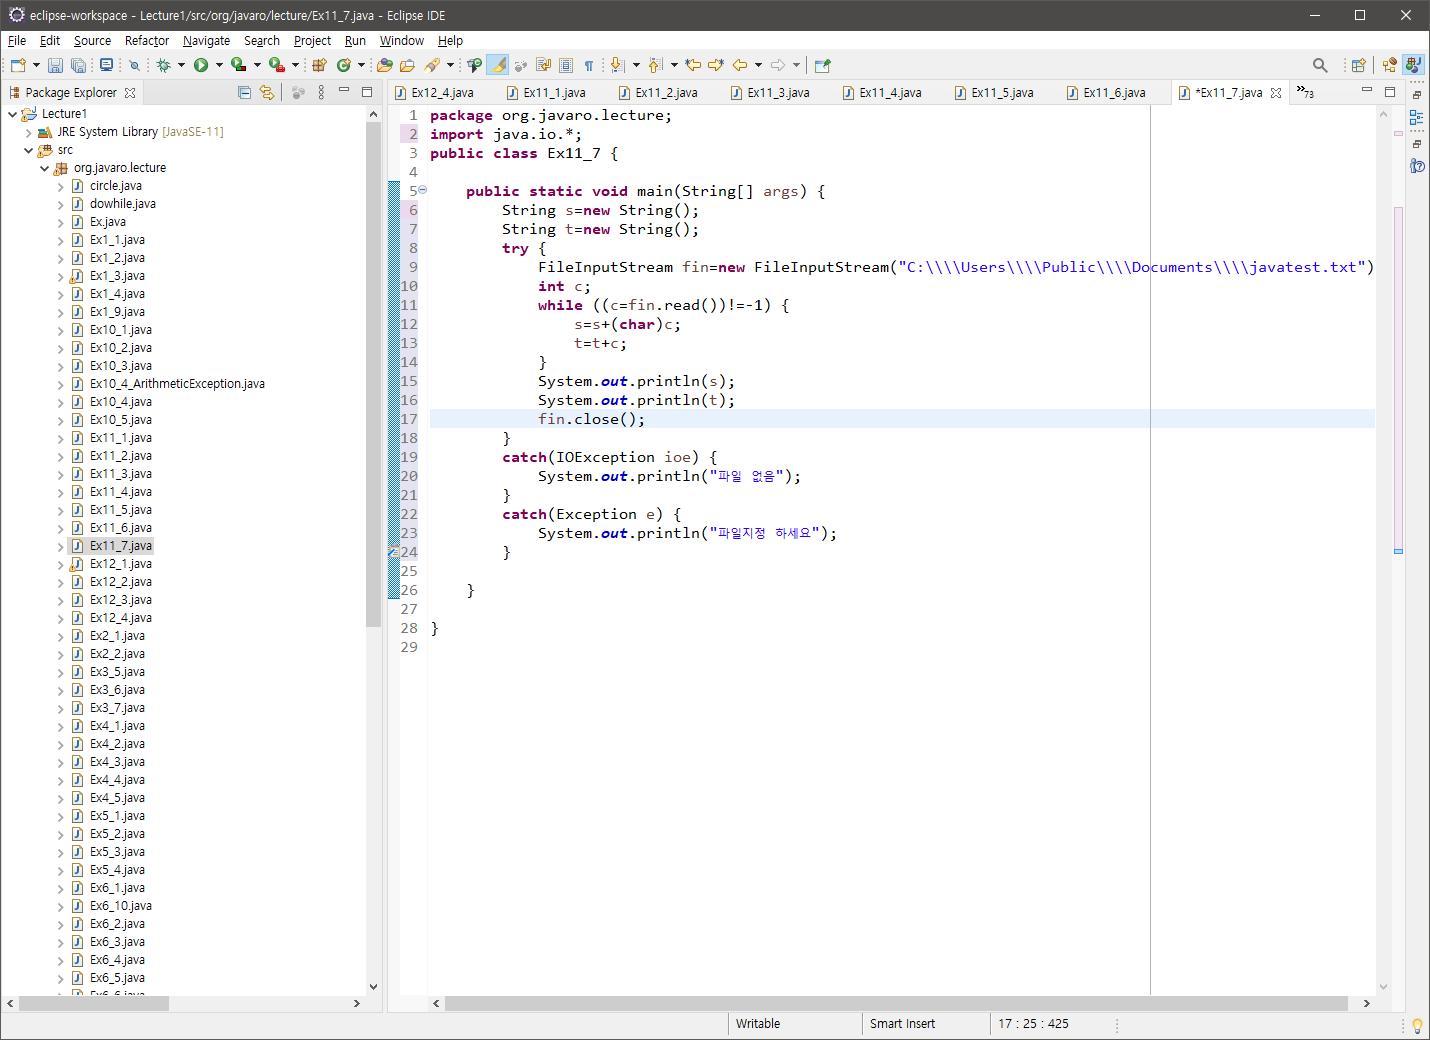 eclipse-workspace - Lecture1/src/org/javaro/lecture/Ex11_7.java - Eclipse IDE
File Edit Source Refactor Navigate Search Project Run Window Help
Package Explorer
Ex12_4.java Ex11_1.java Ex11_2.java Ex11_3.java Ex11_4.java Ex11_5.java Ex11_6.java *Ex11_7.java »73
Lecture1
JRE System Library [JavaSE-11]
src
org.javaro.lecture
circle.java
dowhile.java
Ex.java
Ex1_1.java
Ex1_2.java
Ex1_3.java
Ex1_4.java
Ex1_9.java
Ex10_1.java
Ex10_2.java
Ex10_3.java
Ex10_4_ArithmeticException.java
Ex10_4.java
Ex10_5.java
Ex11_1.java
Ex11_2.java
Ex11_3.java
Ex11_4.java
Ex11_5.java
Ex11_6.java
Ex11_7.java
Ex12_1.java
Ex12_2.java
Ex12_3.java
Ex12_4.java
Ex2_1.java
Ex2_2.java
Ex3_5.java
Ex3_6.java
Ex3_7.java
Ex4_1.java
Ex4_2.java
Ex4_3.java
Ex4_4.java
Ex4_5.java
Ex5_1.java
Ex5_2.java
Ex5_3.java
Ex5_4.java
Ex6_1.java
Ex6_10.java
Ex6_2.java
Ex6_3.java
Ex6_4.java
Ex6_5.java
1 package org.javaro.lecture;
2 import java.io.*;
3 public class Ex11_7 {
4
5 public static void main(String[] args) {
6 String s=new String();
7 String t=new String();
8 try {
9 FileInputStream fin=new FileInputStream("C:\\\\Users\\\\Public\\\\Documents\\\\javatest.txt")
10 int c;
11 while ((c=fin.read())!=-1) {
12 s=s+(char)c;
13 t=t+c;
14 }
15 System.out.println(s);
16 System.out.println(t);
17 fin.close();
18 }
19 catch(IOException ioe) {
20 System.out.println("파일 없음");
21 }
22 catch(Exception e) {
23 System.out.println("파일지정 하세요");
24 }
25
26 }
27
28 }
29
Writable Smart Insert 17 : 25 : 425